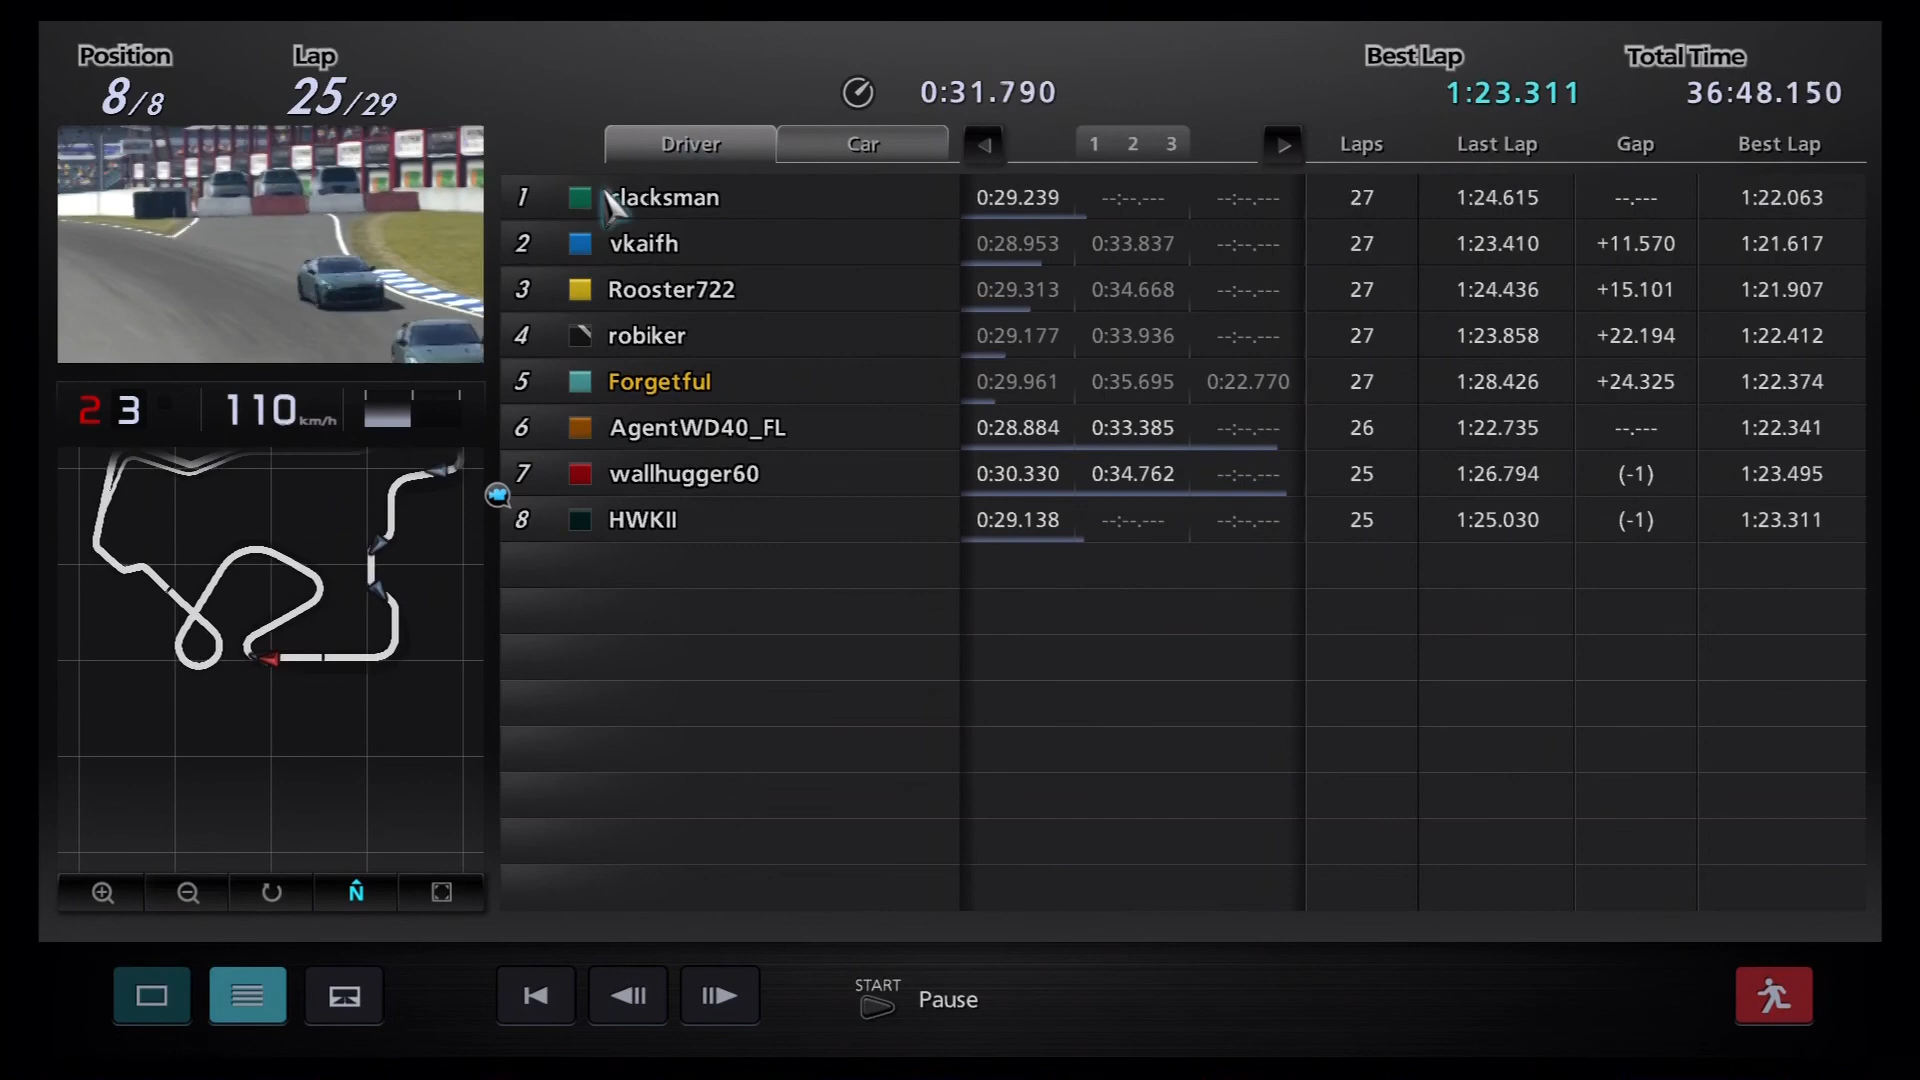 Position Lap Best Lap Total Time
8/8 25/29 0:31.790 1:23.311 36:48.150
Driver Car 1 2 3 Laps Last Lap Gap Best Lap
1 0:29.239 --:--.--- --:--.--- 27 1:24.615 --.--- 1:22.063
2 vkaifh 0:28.953 0:33.837 --:--.--- 27 1:23.410 +11.570 1:21.617
3 Rooster722 0:29.313 0:34.668 --:--.--- 27 1:24.436 +15.101 1:21.907
4 robiker 0:29.177 0:33.936 --:--.--- 27 1:23.858 +22.194 1:22.412
5 Forgetful 0:29.961 0:35.695 0:22.770 27 1:28.426 +24.325 1:22.374
6 AgentWD40_FL 0:28.884 0:33.385 --:--.--- 26 1:22.735 --.--- 1:22.341
7 wallhugger60 0:30.330 0:34.762 --:--.--- 25 1:26.794 (-1) 1:23.495
8 HWKII 0:29.138 --:--.--- --:--.--- 25 1:25.030 (-1) 1:23.311
2 3 110 km/h
N
START
Pause